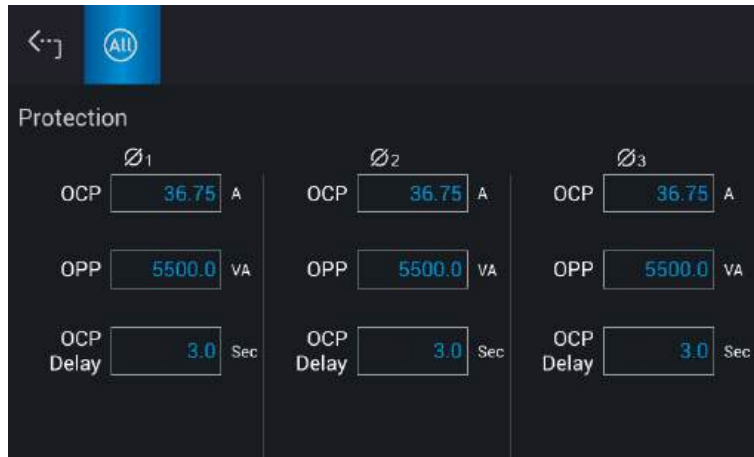 All
Protection
Ø1 Ø2 Ø3
OCP 36.75 A OCP 36.75 A OCP 36.75 A
OPP 5500.0 VA OPP 5500.0 VA OPP 5500.0 VA
OCP Delay 3.0 Sec OCP Delay 3.0 Sec OCP Delay 3.0 Sec